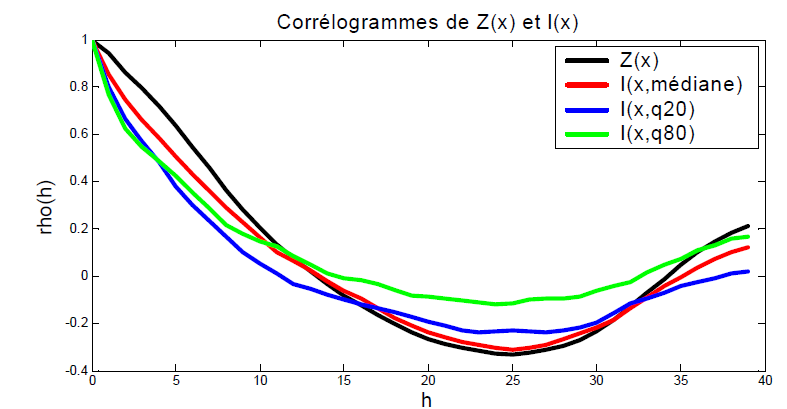 Corrélogrammes de Z(x) et I(x)
Z(x)
I(x,médiane)
I(x,q20)
I(x,q80)
1
0.8
0.6
0.4
0.2
0
-0.2
-0.4
rho(h)
0 5 10 15 20 25 30 35 40
h